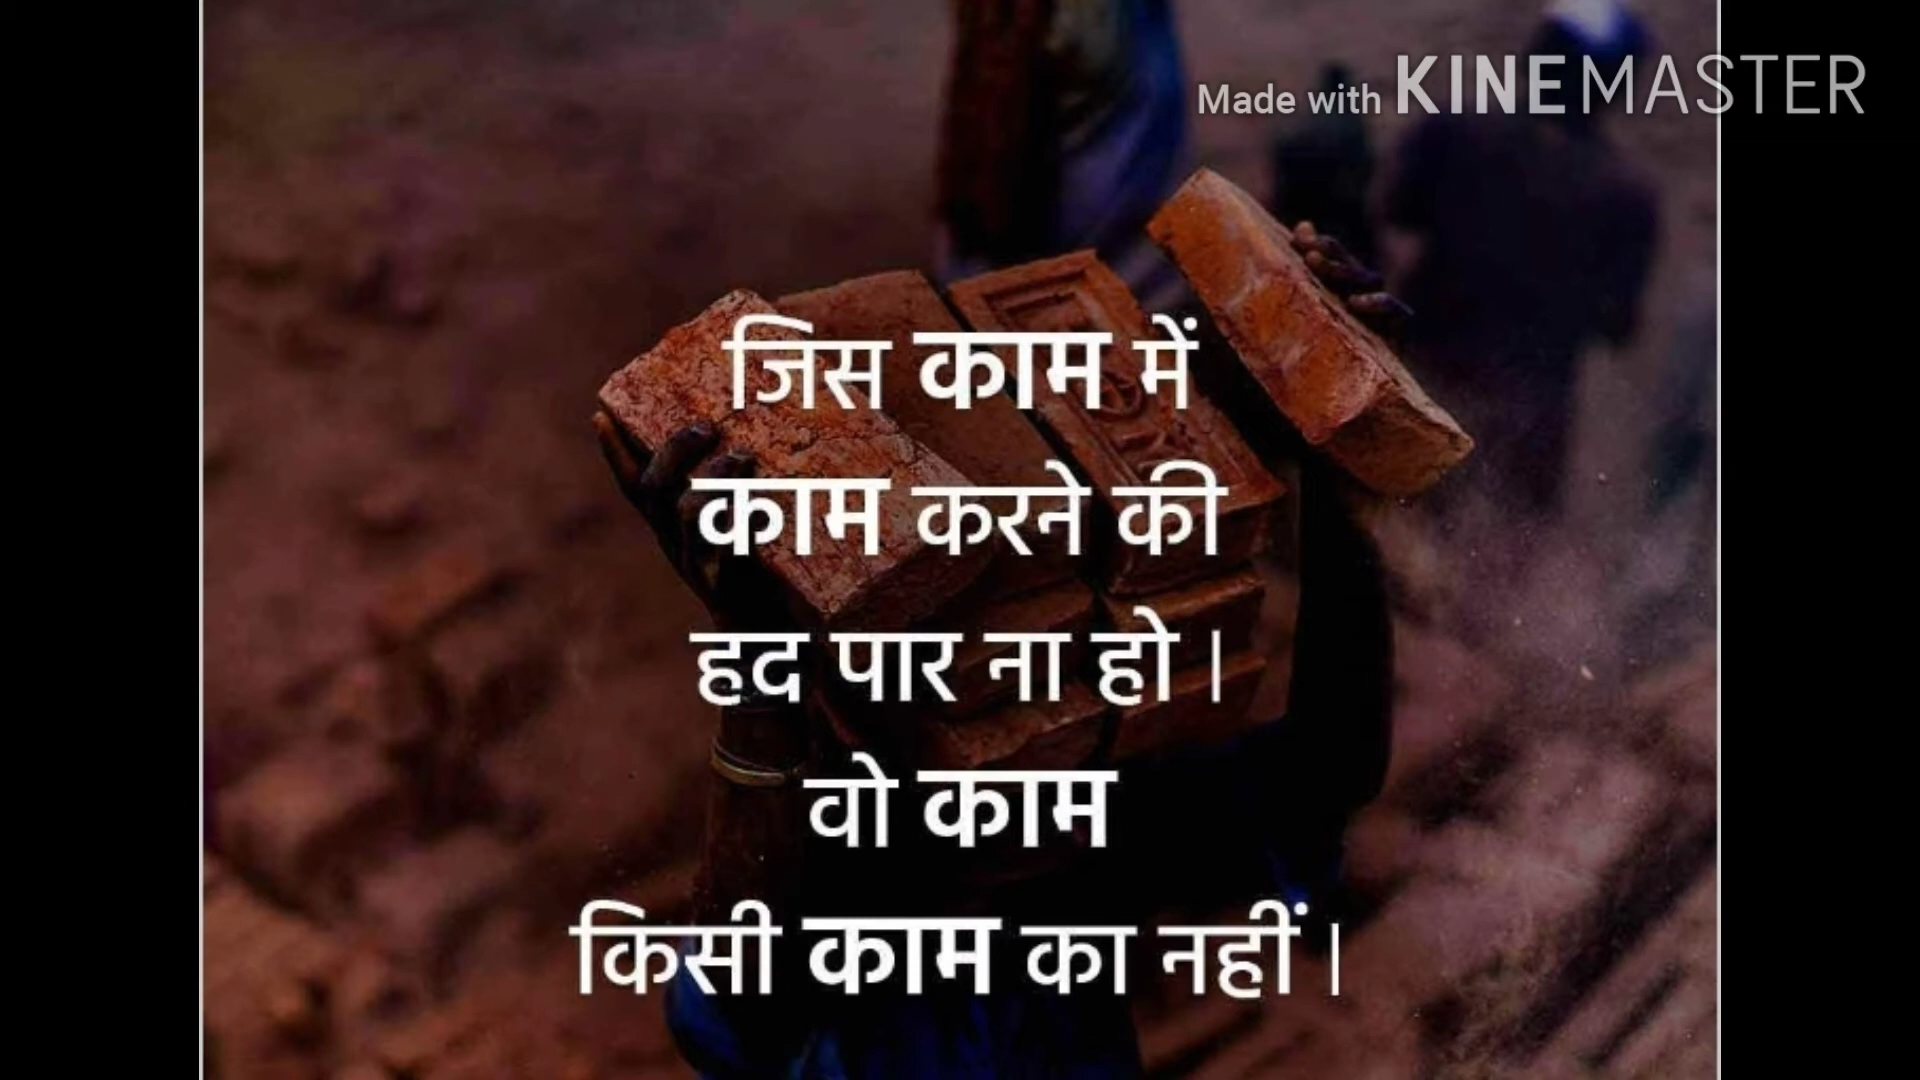 Made with KINEMASTER
जिस काम में
काम करने की
हद पार ना हो।
वो काम
किसी काम का नहीं।